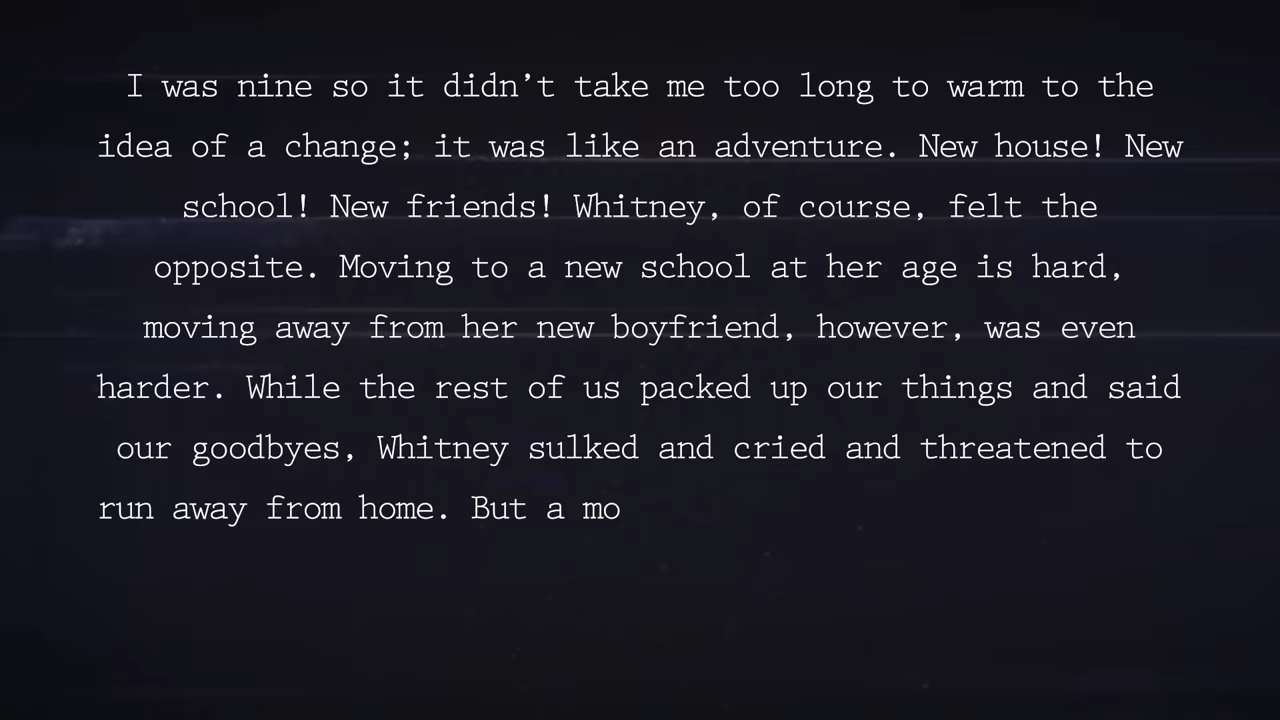 I was nine so it didn’t take me too long to warm to the
idea of a change; it was like an adventure. New house! New
school! New friends! Whitney, of course, felt the
opposite. Moving to a new school at her age is hard,
moving away from her new boyfriend, however, was even
harder. While the rest of us packed up our things and said
our goodbyes, Whitney sulked and cried and threatened to
run away from home. But a mo